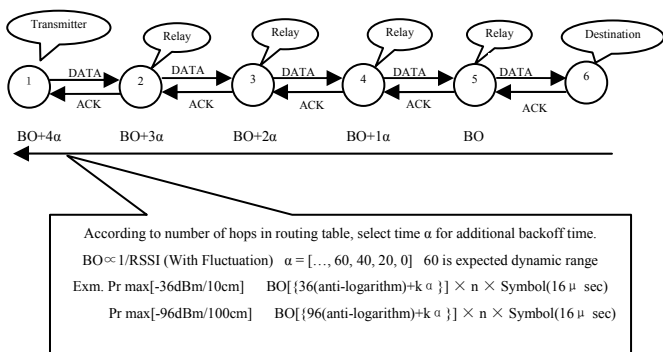 Transmitter
Relay
Relay
Relay
Relay
Destination
1
DATA
2
DATA
3
DATA
4
DATA
5
DATA
6
ACK
ACK
ACK
ACK
ACK
BO+4α
BO+3α
BO+2α
BO+1α
BO
According to number of hops in routing table, select time α for additional backoff time.
BO∝1/RSSI (With Fluctuation) α = […, 60, 40, 20, 0] 60 is expected dynamic range
Exm. Pr max[-36dBm/10cm] BO[{36(anti-logarithm)+kα}] × n × Symbol(16μ sec)
Pr max[-96dBm/100cm] BO[{96(anti-logarithm)+kα}] × n × Symbol(16μ sec)